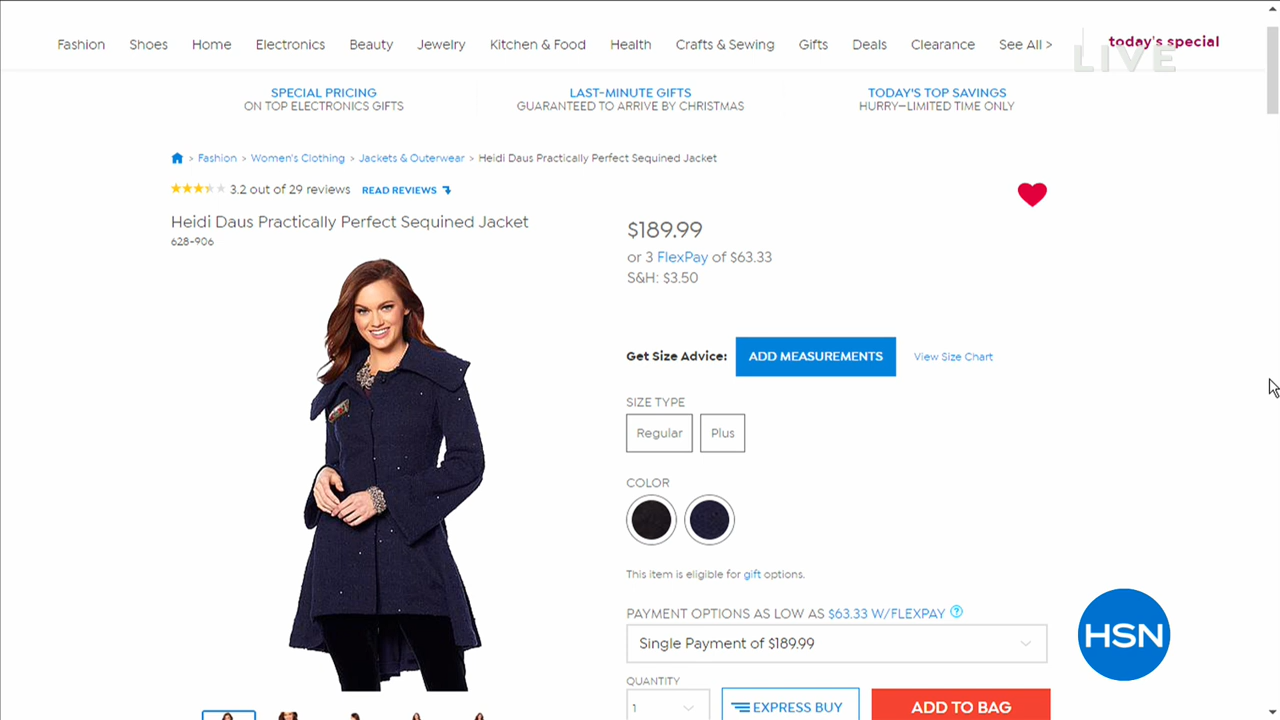 Fashion Shoes Home Electronics Beauty Jewelry Kitchen & Food Health Crafts & Sewing Gifts Deals Clearance See All > today's special
LIVE
SPECIAL PRICING
ON TOP ELECTRONICS GIFTS
LAST-MINUTE GIFTS
GUARANTEED TO ARRIVE BY CHRISTMAS
TODAY'S TOP SAVINGS
HURRY—LIMITED TIME ONLY
> Fashion > Women's Clothing > Jackets & Outerwear > Heidi Daus Practically Perfect Sequined Jacket
3.2 out of 29 reviews READ REVIEWS
Heidi Daus Practically Perfect Sequined Jacket
628-906
$189.99
or 3 FlexPay of $63.33
S&H: $3.50
Get Size Advice: ADD MEASUREMENTS View Size Chart
SIZE TYPE
Regular Plus
COLOR
This item is eligible for gift options.
PAYMENT OPTIONS AS LOW AS $63.33 W/FLEXPAY ?
Single Payment of $189.99
QUANTITY
1 EXPRESS BUY ADD TO BAG
HSN